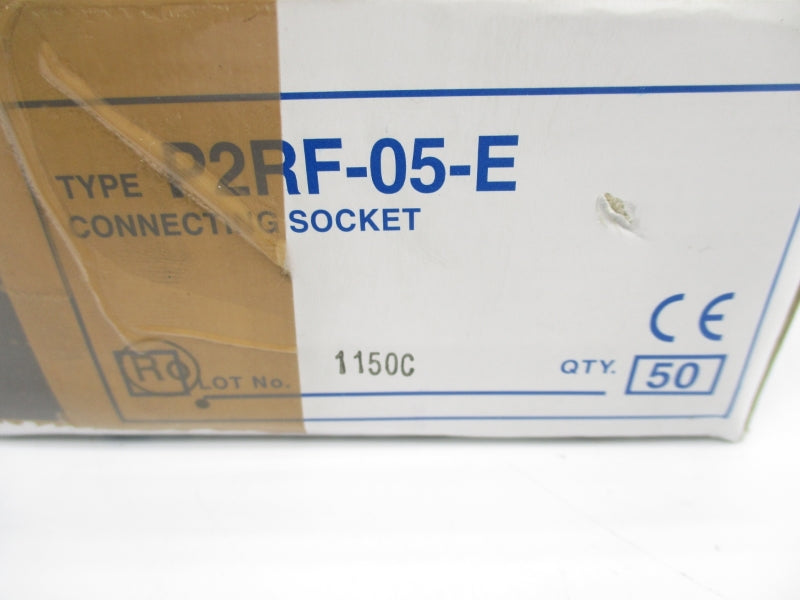 TYPE P2RF-05-E
CONNECTING SOCKET
CE
LOT No. 1150C QTY. 50